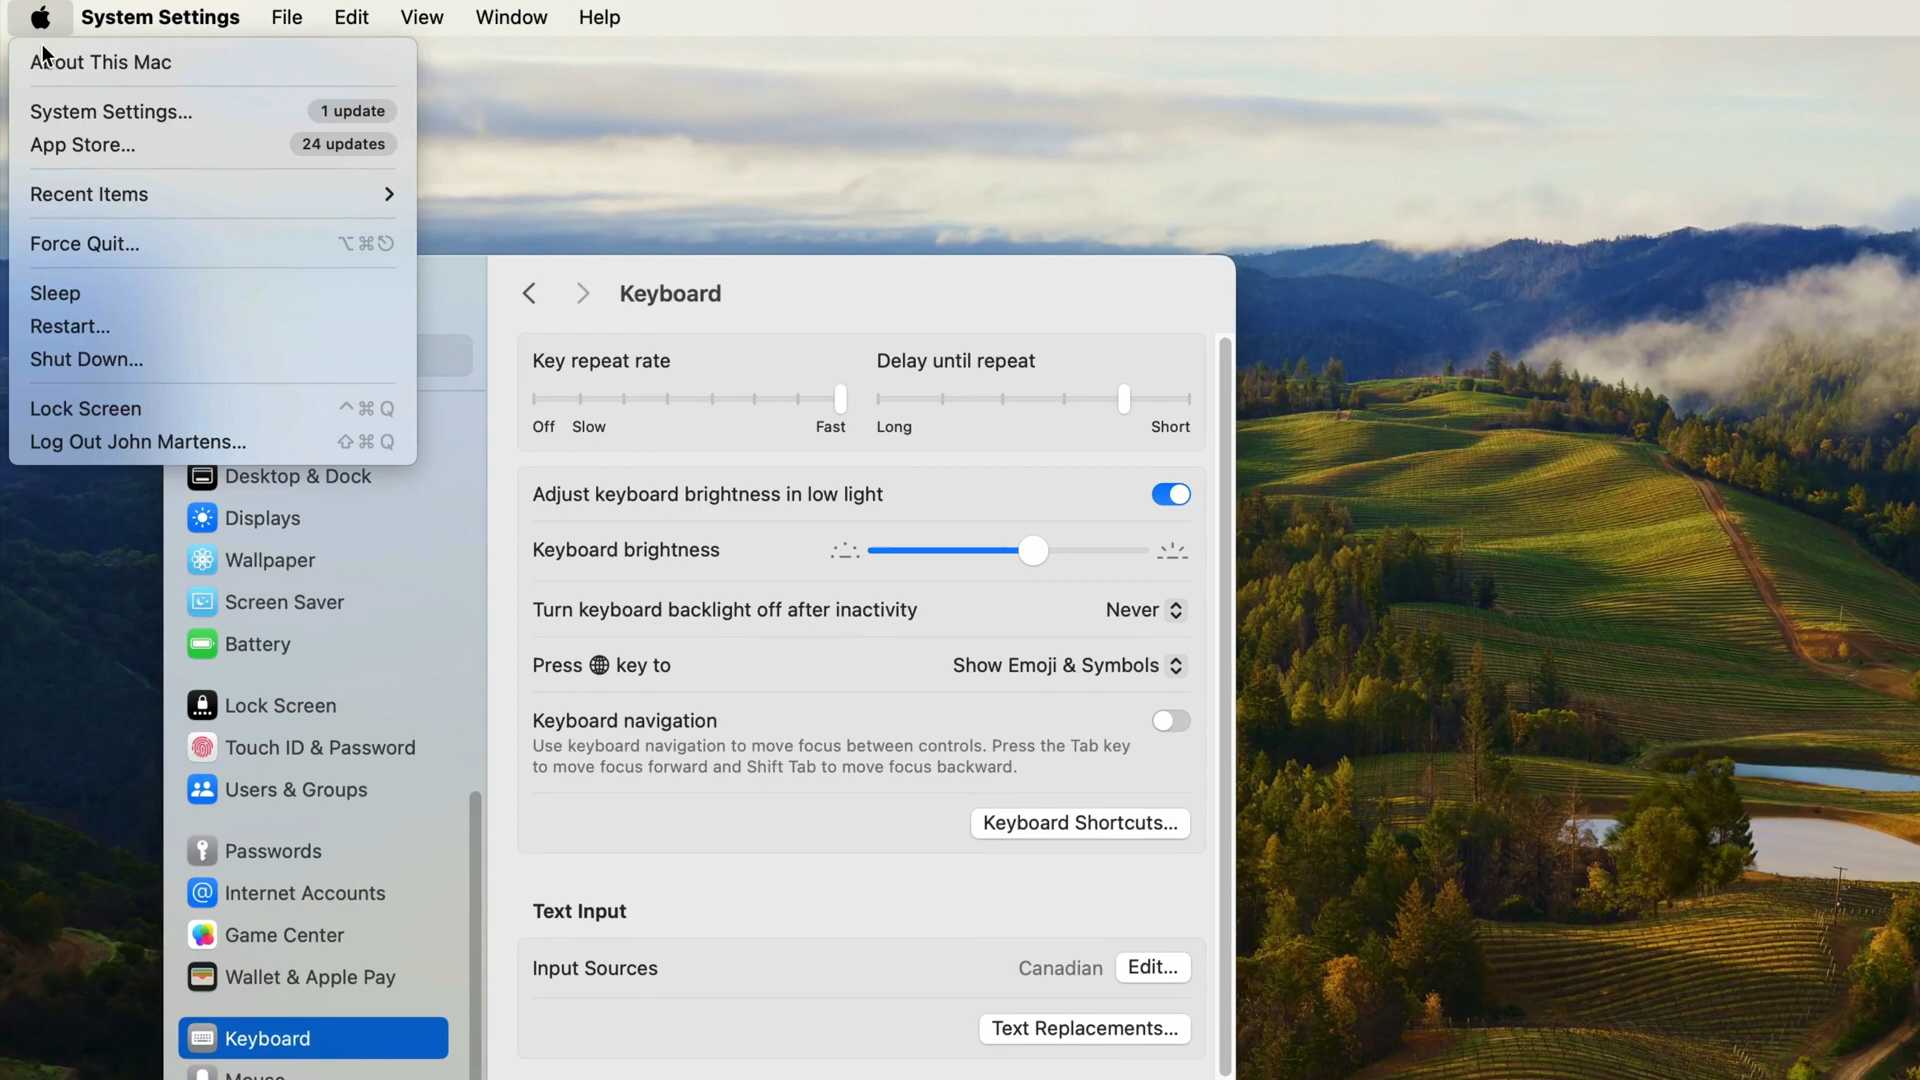 System Settings File Edit View Window Help
About This Mac
System Settings... 1 update
App Store... 24 updates
Recent Items
Force Quit... ⌥⌘⎋
Sleep
Restart...
Shut Down...
Lock Screen ^⌘Q
Log Out John Martens... ⇧⌘Q
Desktop & Dock
Displays
Wallpaper
Screen Saver
Battery
Lock Screen
Touch ID & Password
Users & Groups
Passwords
Internet Accounts
Game Center
Wallet & Apple Pay
Keyboard
Mouse
Keyboard
Key repeat rate Delay until repeat
Off Slow Fast Long Short
Adjust keyboard brightness in low light
Keyboard brightness
Turn keyboard backlight off after inactivity Never
Press 🌐 key to Show Emoji & Symbols
Keyboard navigation
Use keyboard navigation to move focus between controls. Press the Tab key
to move focus forward and Shift Tab to move focus backward.
Keyboard Shortcuts...
Text Input
Input Sources Canadian Edit...
Text Replacements...